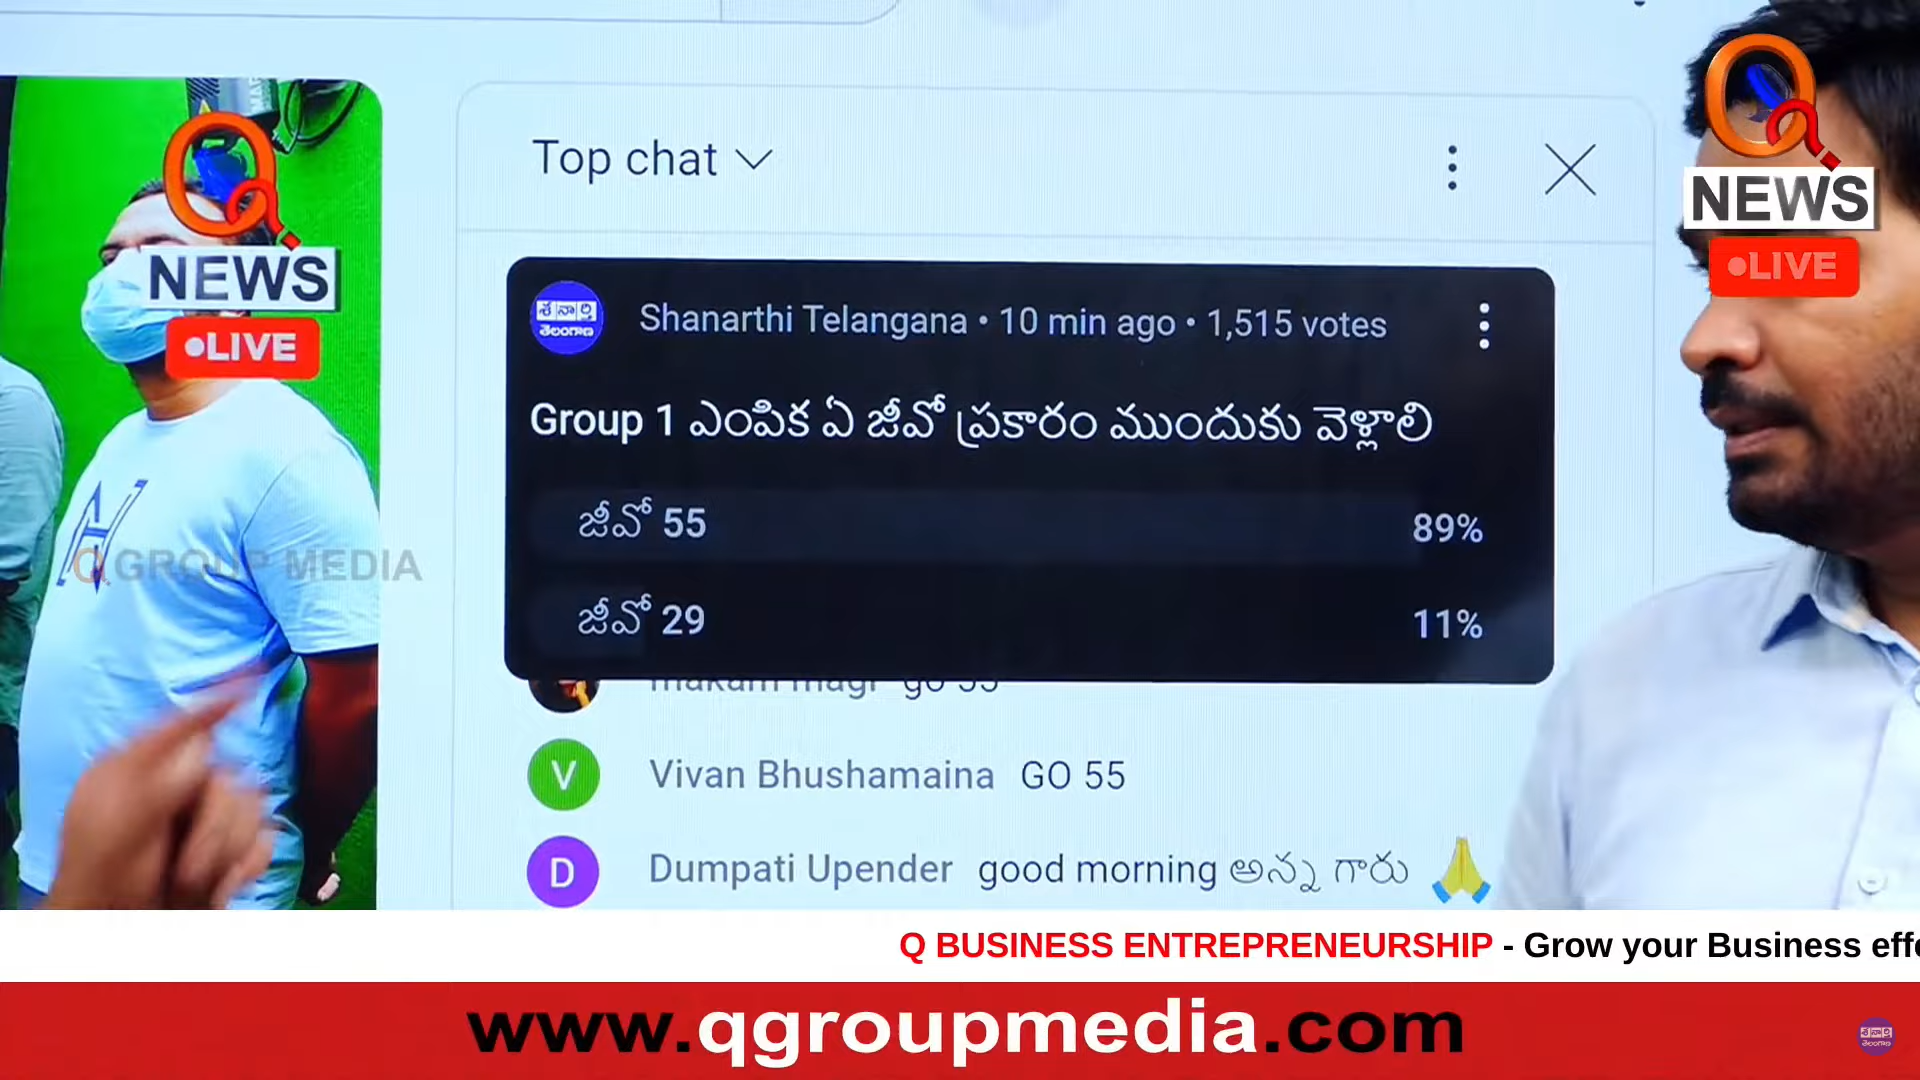 Top chat
Q
NEWS
LIVE
Q
NEWS
LIVE
శనార్తి
తెలంగాణ
Shanarthi Telangana • 10 min ago • 1,515 votes
Group 1 ఎంపిక ఏ జీవో ప్రకారం ముందుకు వెళ్లాలి
జీవో 55 89%
జీవో 29 11%
Q GROUP MEDIA
V Vivan Bhushamaina GO 55
D Dumpati Upender good morning అన్న గారు 🙏
Q BUSINESS ENTREPRENEURSHIP - Grow your Business
www.qgroupmedia.com
శనార్తి
తెలంగాణ